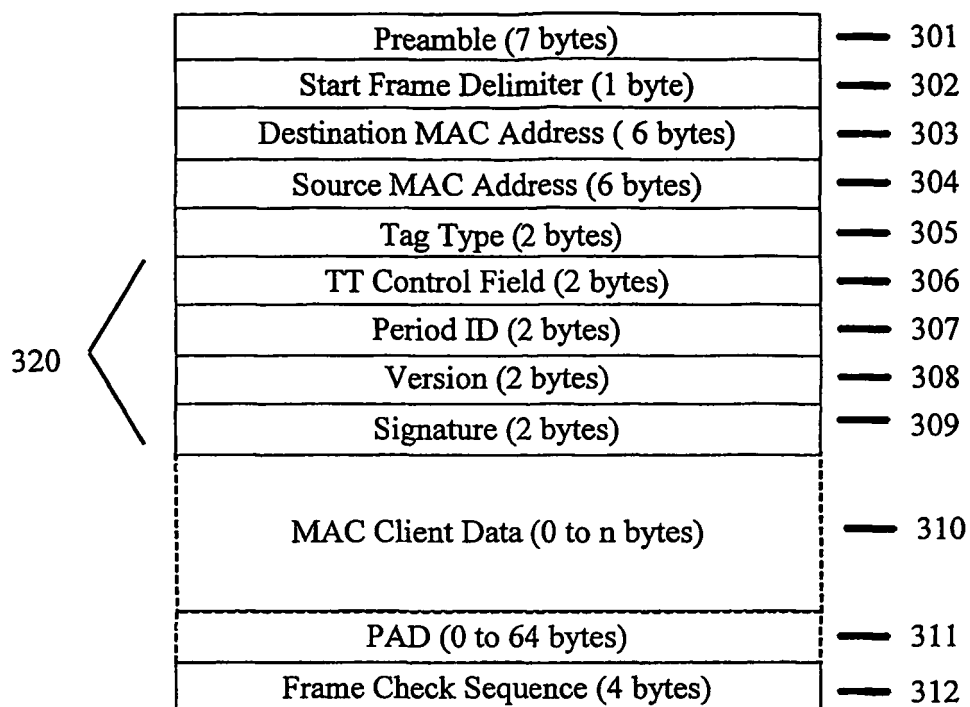 Preamble (7 bytes) 301
Start Frame Delimiter (1 byte) 302
Destination MAC Address ( 6 bytes) 303
Source MAC Address (6 bytes) 304
Tag Type (2 bytes) 305
TT Control Field (2 bytes) 306
Period ID (2 bytes) 307
320
Version (2 bytes) 308
Signature (2 bytes) 309
MAC Client Data (0 to n bytes) 310
PAD (0 to 64 bytes) 311
Frame Check Sequence (4 bytes) 312